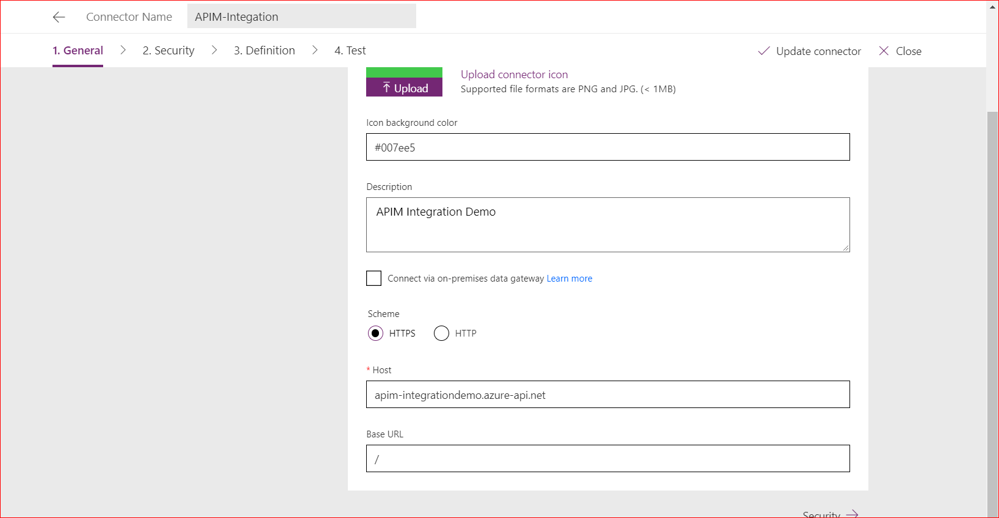 Connector Name APIM-Integation
1. General 2. Security 3. Definition 4. Test Update connector Close
Upload connector icon
Upload
Supported file formats are PNG and JPG. (< 1MB)
Icon background color
#007ee5
Description
APIM Integration Demo
Connect via on-premises data gateway Learn more
Scheme
HTTPS HTTP
* Host
apim-integrationdemo.azure-api.net
Base URL
/
Security